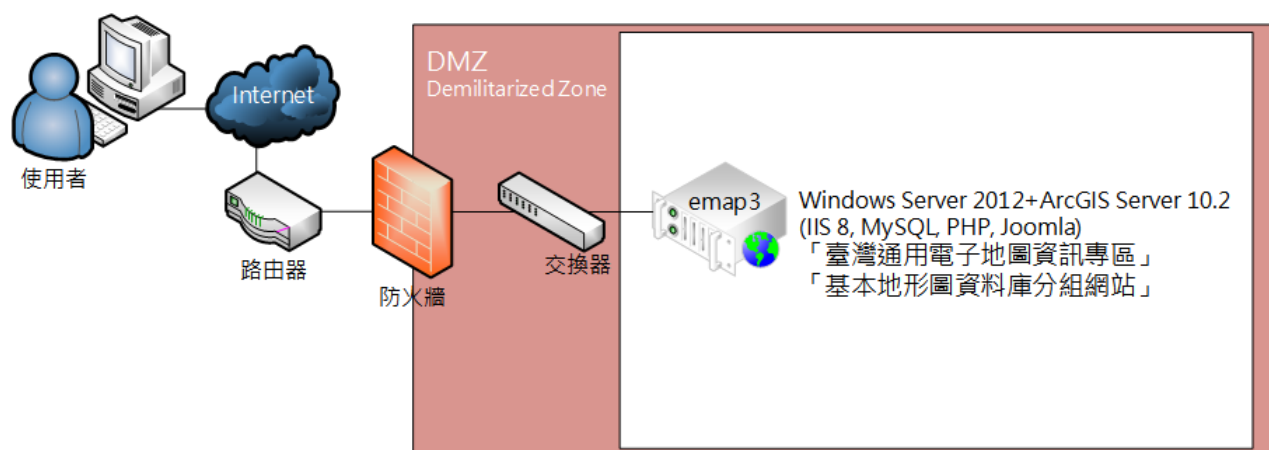 DMZ
Demilitarized Zone
Internet
使用者
路由器
防火牆
交換器
emap3
Windows Server 2012+ArcGIS Server 10.2
(IIS 8, MySQL, PHP, Joomla)
「臺灣通用電子地圖資訊專區」
「基本地形圖資料庫分組網站」